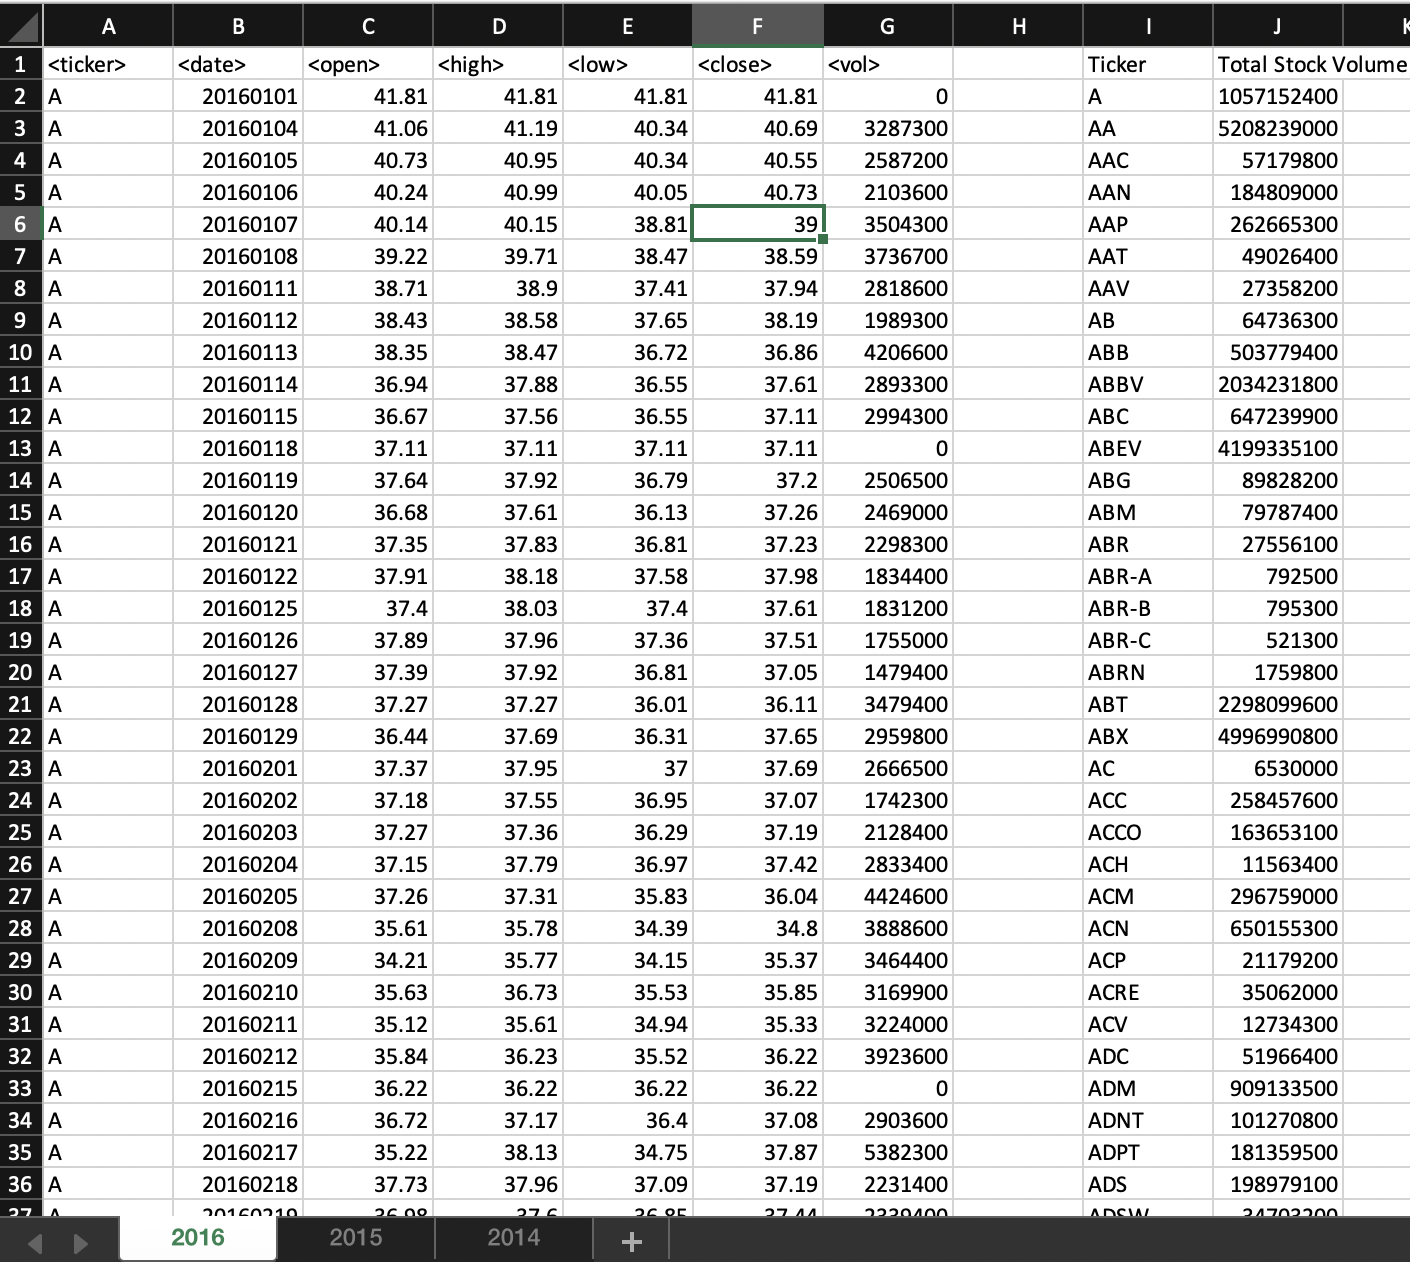 A B C D E F G H I J K
1 <ticker> <date> <open> <high> <low> <close> <vol> Ticker Total Stock Volume
2 A 20160101 41.81 41.81 41.81 41.81 0 A 1057152400
3 A 20160104 41.06 41.19 40.34 40.69 3287300 AA 5208239000
4 A 20160105 40.73 40.95 40.34 40.55 2587200 AAC 57179800
5 A 20160106 40.24 40.99 40.05 40.73 2103600 AAN 184809000
6 A 20160107 40.14 40.15 38.81 39 3504300 AAP 262665300
7 A 20160108 39.22 39.71 38.47 38.59 3736700 AAT 49026400
8 A 20160111 38.71 38.9 37.41 37.94 2818600 AAV 27358200
9 A 20160112 38.43 38.58 37.65 38.19 1989300 AB 64736300
10 A 20160113 38.35 38.47 36.72 36.86 4206600 ABB 503779400
11 A 20160114 36.94 37.88 36.55 37.61 2893300 ABBV 2034231800
12 A 20160115 36.67 37.56 36.55 37.11 2994300 ABC 647239900
13 A 20160118 37.11 37.11 37.11 37.11 0 ABEV 4199335100
14 A 20160119 37.64 37.92 36.79 37.2 2506500 ABG 89828200
15 A 20160120 36.68 37.61 36.13 37.26 2469000 ABM 79787400
16 A 20160121 37.35 37.83 36.81 37.23 2298300 ABR 27556100
17 A 20160122 37.91 38.18 37.58 37.98 1834400 ABR-A 792500
18 A 20160125 37.4 38.03 37.4 37.61 1831200 ABR-B 795300
19 A 20160126 37.89 37.96 37.36 37.51 1755000 ABR-C 521300
20 A 20160127 37.39 37.92 36.81 37.05 1479400 ABRN 1759800
21 A 20160128 37.27 37.27 36.01 36.11 3479400 ABT 2298099600
22 A 20160129 36.44 37.69 36.31 37.65 2959800 ABX 4996990800
23 A 20160201 37.37 37.95 37 37.69 2666500 AC 6530000
24 A 20160202 37.18 37.55 36.95 37.07 1742300 ACC 258457600
25 A 20160203 37.27 37.36 36.29 37.19 2128400 ACCO 163653100
26 A 20160204 37.15 37.79 36.97 37.42 2833400 ACH 11563400
27 A 20160205 37.26 37.31 35.83 36.04 4424600 ACM 296759000
28 A 20160208 35.61 35.78 34.39 34.8 3888600 ACN 650155300
29 A 20160209 34.21 35.77 34.15 35.37 3464400 ACP 21179200
30 A 20160210 35.63 36.73 35.53 35.85 3169900 ACRE 35062000
31 A 20160211 35.12 35.61 34.94 35.33 3224000 ACV 12734300
32 A 20160212 35.84 36.23 35.52 36.22 3923600 ADC 51966400
33 A 20160215 36.22 36.22 36.22 36.22 0 ADM 909133500
34 A 20160216 36.72 37.17 36.4 37.08 2903600 ADNT 101270800
35 A 20160217 35.22 38.13 34.75 37.87 5382300 ADPT 181359500
36 A 20160218 37.73 37.96 37.09 37.19 2231400 ADS 198979100
37 A 20160219
2016 2015 2014 +